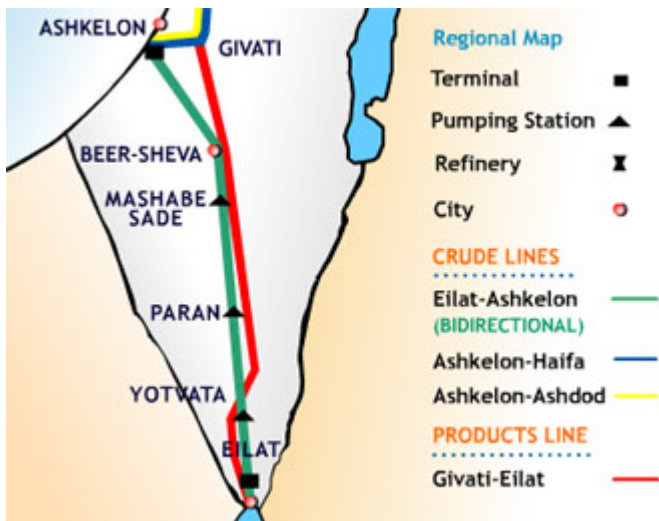 ASHKELON
GIVATI
BEER-SHEVA
MASHABE
SADE
PARAN
YOTVATA
EILAT
Regional Map
Terminal
Pumping Station
Refinery
City
CRUDE LINES
Eilat-Ashkelon
(BIDIRECTIONAL)
Ashkelon-Haifa
Ashkelon-Ashdod
PRODUCTS LINE
Givati-Eilat